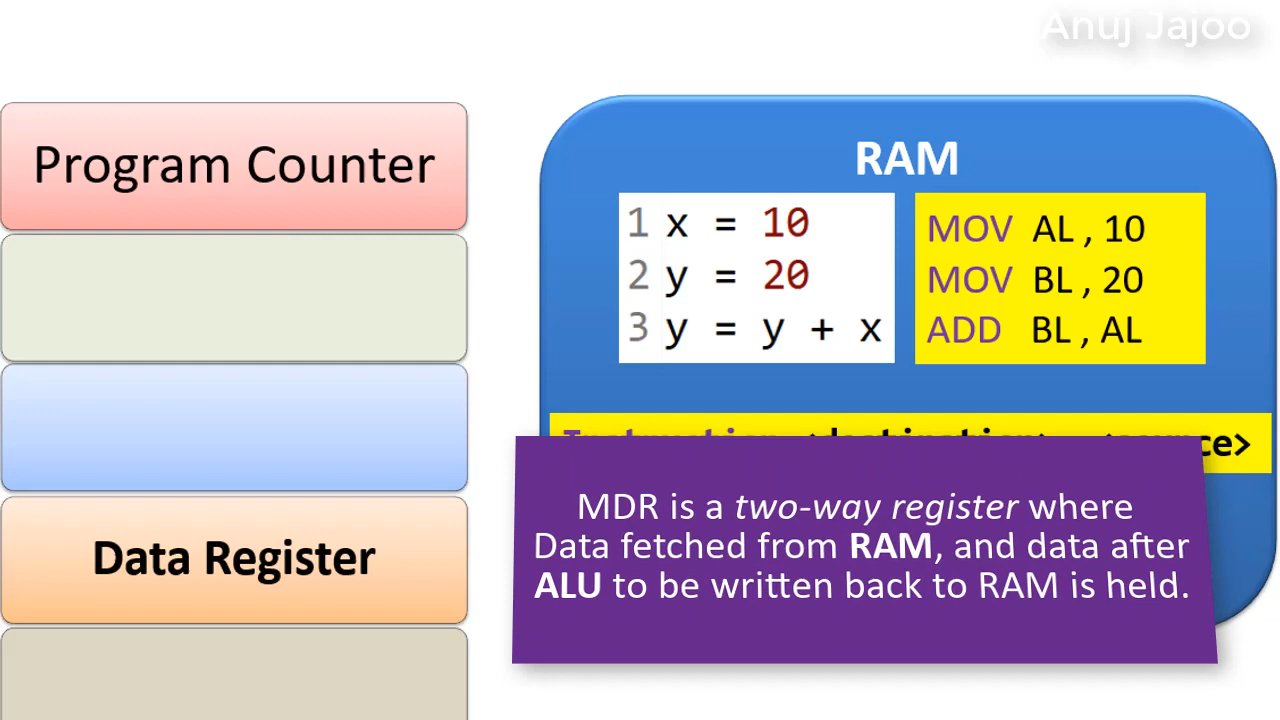 Anuj Jajoo
Program Counter
Data Register
RAM
1 x = 10
2 y = 20
3 y = y + x
MOV AL , 10
MOV BL , 20
ADD BL , AL
MDR is a two-way register where
Data fetched from RAM, and data after
ALU to be written back to RAM is held.